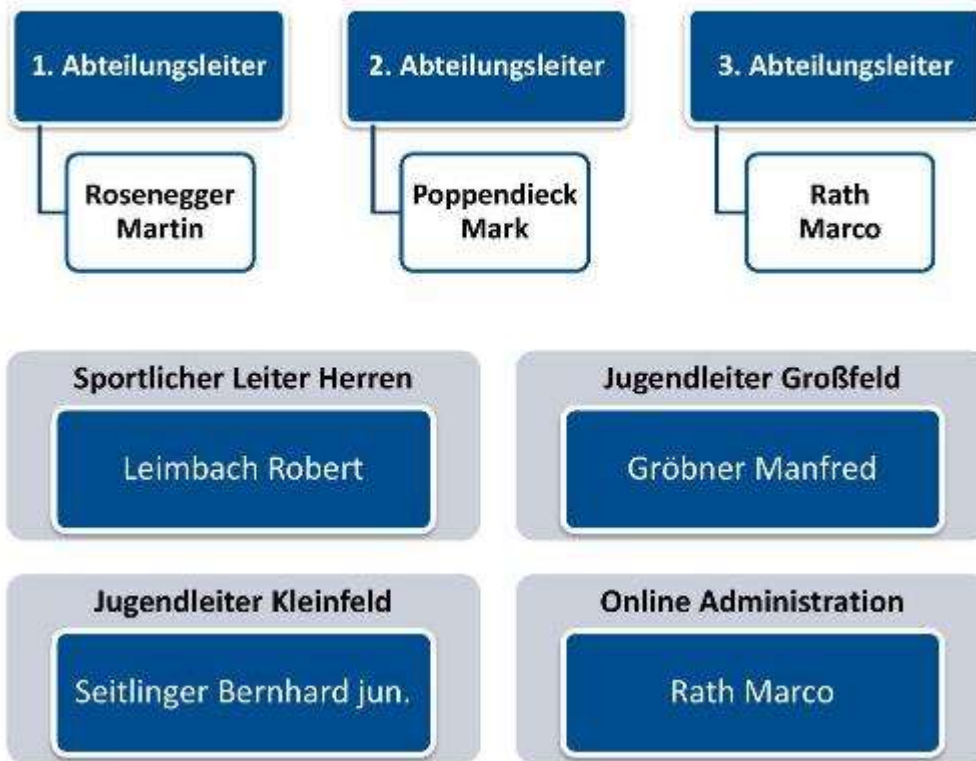 1. Abteilungsleiter
2. Abteilungsleiter
3. Abteilungsleiter
Rosenegger
Martin
Poppendieck
Mark
Rath
Marco
Sportlicher Leiter Herren
Leimbach Robert
Jugendleiter Großfeld
Gröbner Manfred
Jugendleiter Kleinfeld
Seitlinger Bernhard jun.
Online Administration
Rath Marco